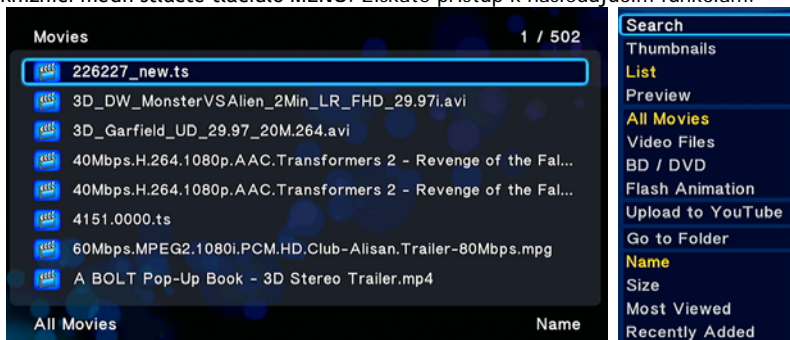 Movies
1 / 502
226227_new.ts
3D_DW_MonsterVSAlien_2Min_LR_FHD_29.97i.avi
3D_Garfield_UD_29.97_20M.264.avi
40Mbps.H.264.1080p.AAC.Transformers 2 - Revenge of the Fal...
40Mbps.H.264.1080p.AAC.Transformers 2 - Revenge of the Fal...
4151.0000.ts
60Mbps.MPEG2.1080i.PCM.HD.Club-Alisan.Trailer-80Mbps.mpg
A BOLT Pop-Up Book - 3D Stereo Trailer.mp4
All Movies
Name
Search
Thumbnails
List
Preview
All Movies
Video Files
BD / DVD
Flash Animation
Upload to YouTube
Go to Folder
Name
Size
Most Viewed
Recently Added